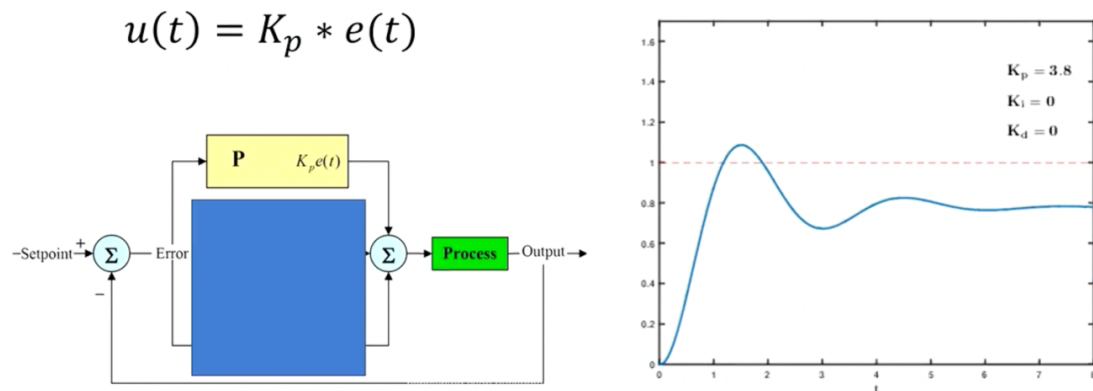 u(t) = K_p * e(t)
P K_p e(t)
−Setpoint + Σ Error Σ Process Output
−
1.6
1.4
1.2
1
0.8
0.6
0.4
0.2
0
K_p = 3.8
K_i = 0
K_d = 0
0 1 2 3 4 5 6 7 8
t